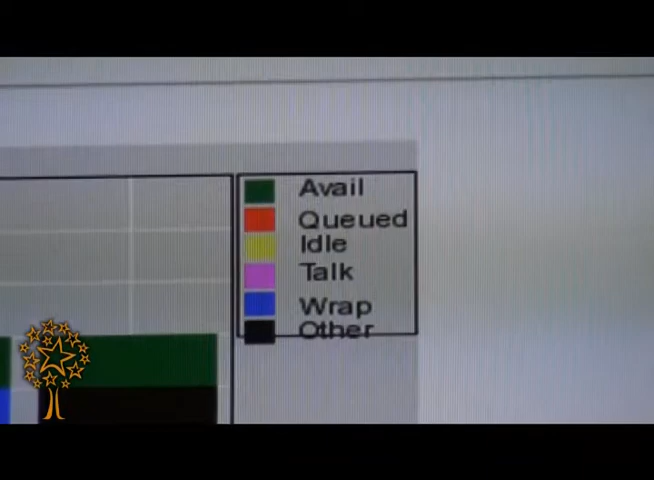 Avail
Queued
Idle
Talk
Wrap
Other